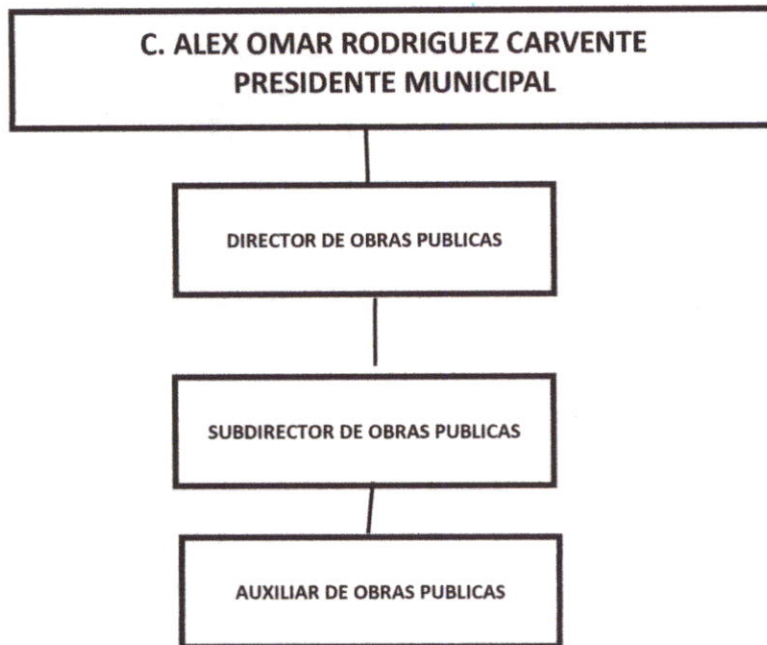 C. ALEX OMAR RODRIGUEZ CARVENTE
PRESIDENTE MUNICIPAL
DIRECTOR DE OBRAS PUBLICAS
SUBDIRECTOR DE OBRAS PUBLICAS
AUXILIAR DE OBRAS PUBLICAS